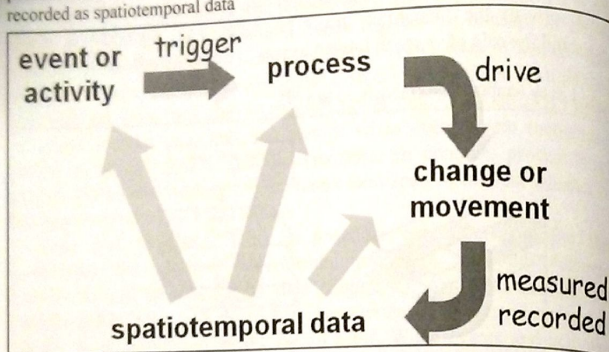 recorded as spatiotemporal data
event or
activity
trigger
process
drive
change or
movement
measured
recorded
spatiotemporal data